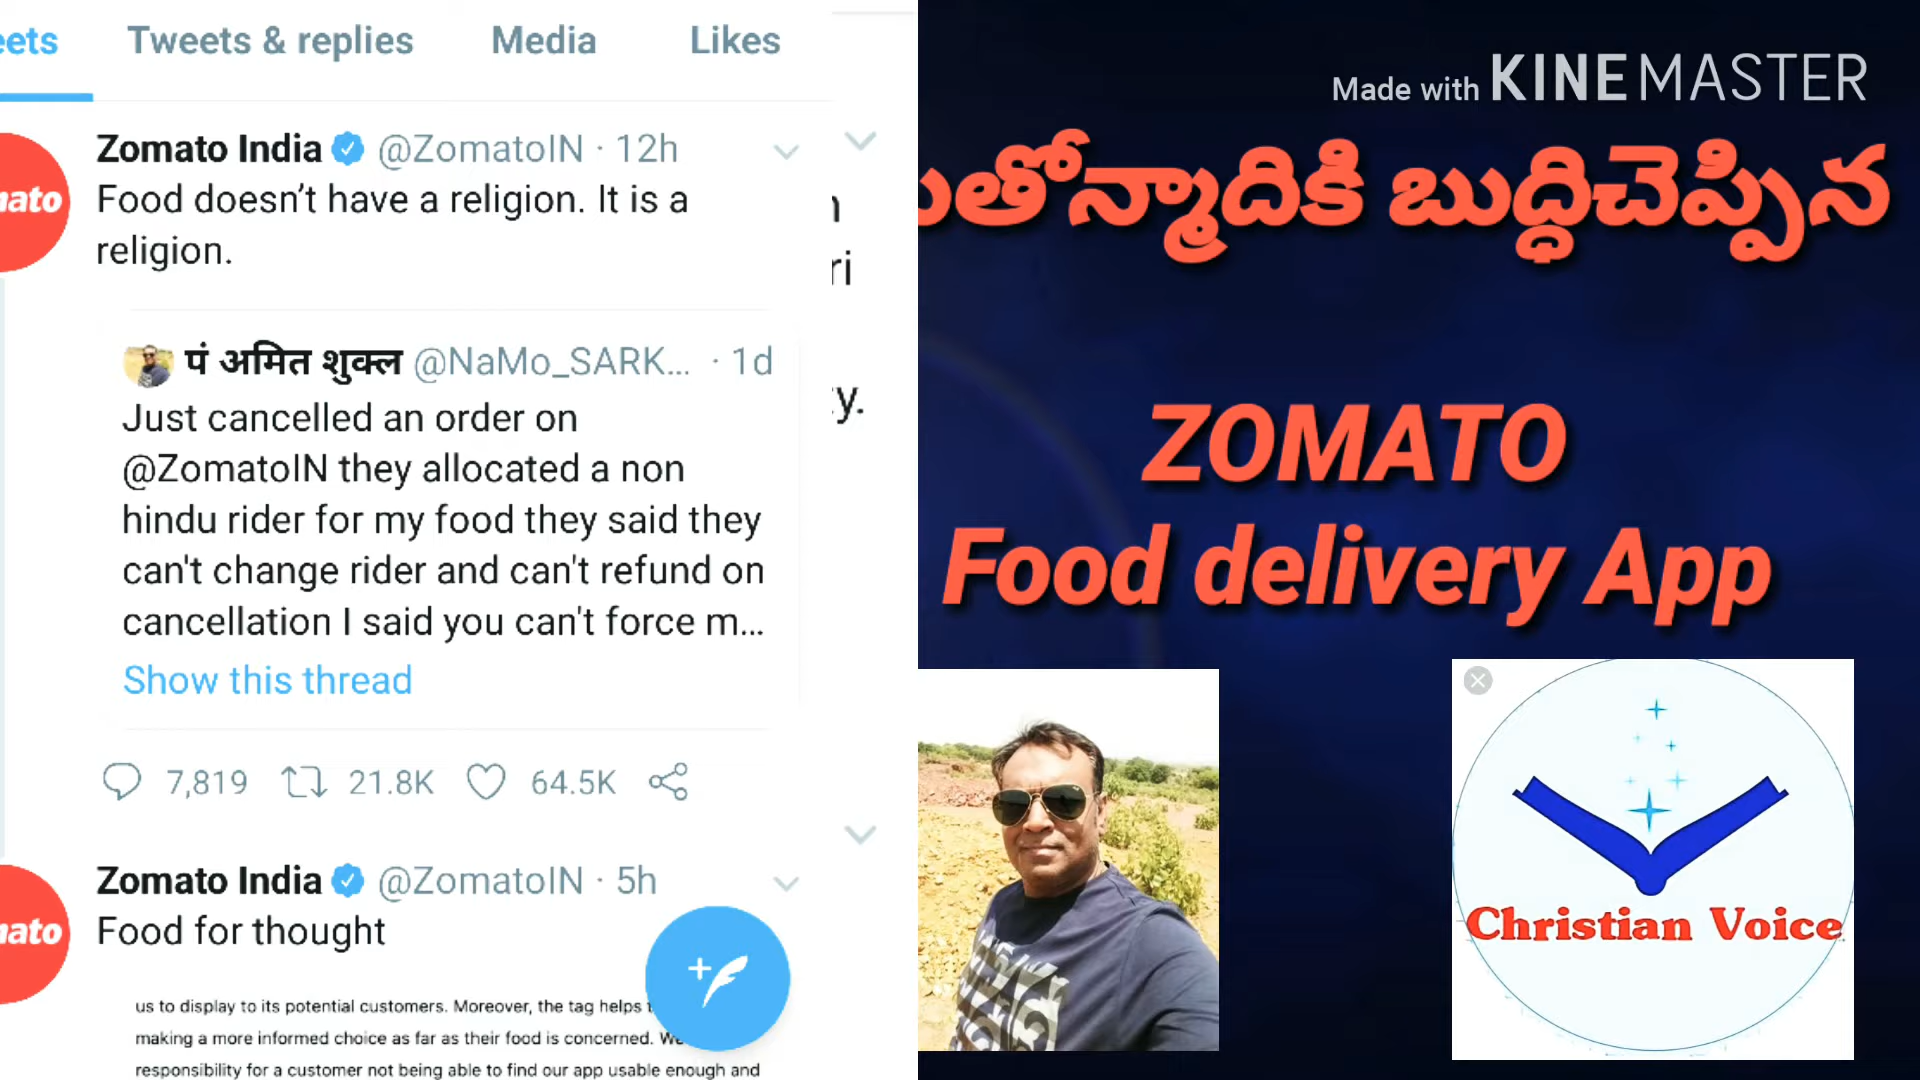 Tweets & replies
Media
Likes
Zomato India @ZomatoIN · 12h
Food doesn’t have a religion. It is a
religion.
पं अमित शुक्ल @NaMo_SARK... · 1d
Just cancelled an order on
@ZomatoIN they allocated a non
hindu rider for my food they said they
can't change rider and can't refund on
cancellation I said you can't force m...
Show this thread
7,819 21.8K 64.5K
Zomato India @ZomatoIN · 5h
Food for thought
us to display to its potential customers. Moreover, the tag helps
making a more informed choice as far as their food is concerned.
responsibility for a customer not being able to find our app usable enough and
Made with KINEMASTER
బుద్ధిచెప్పిన
ZOMATO
Food delivery App
Christian Voice